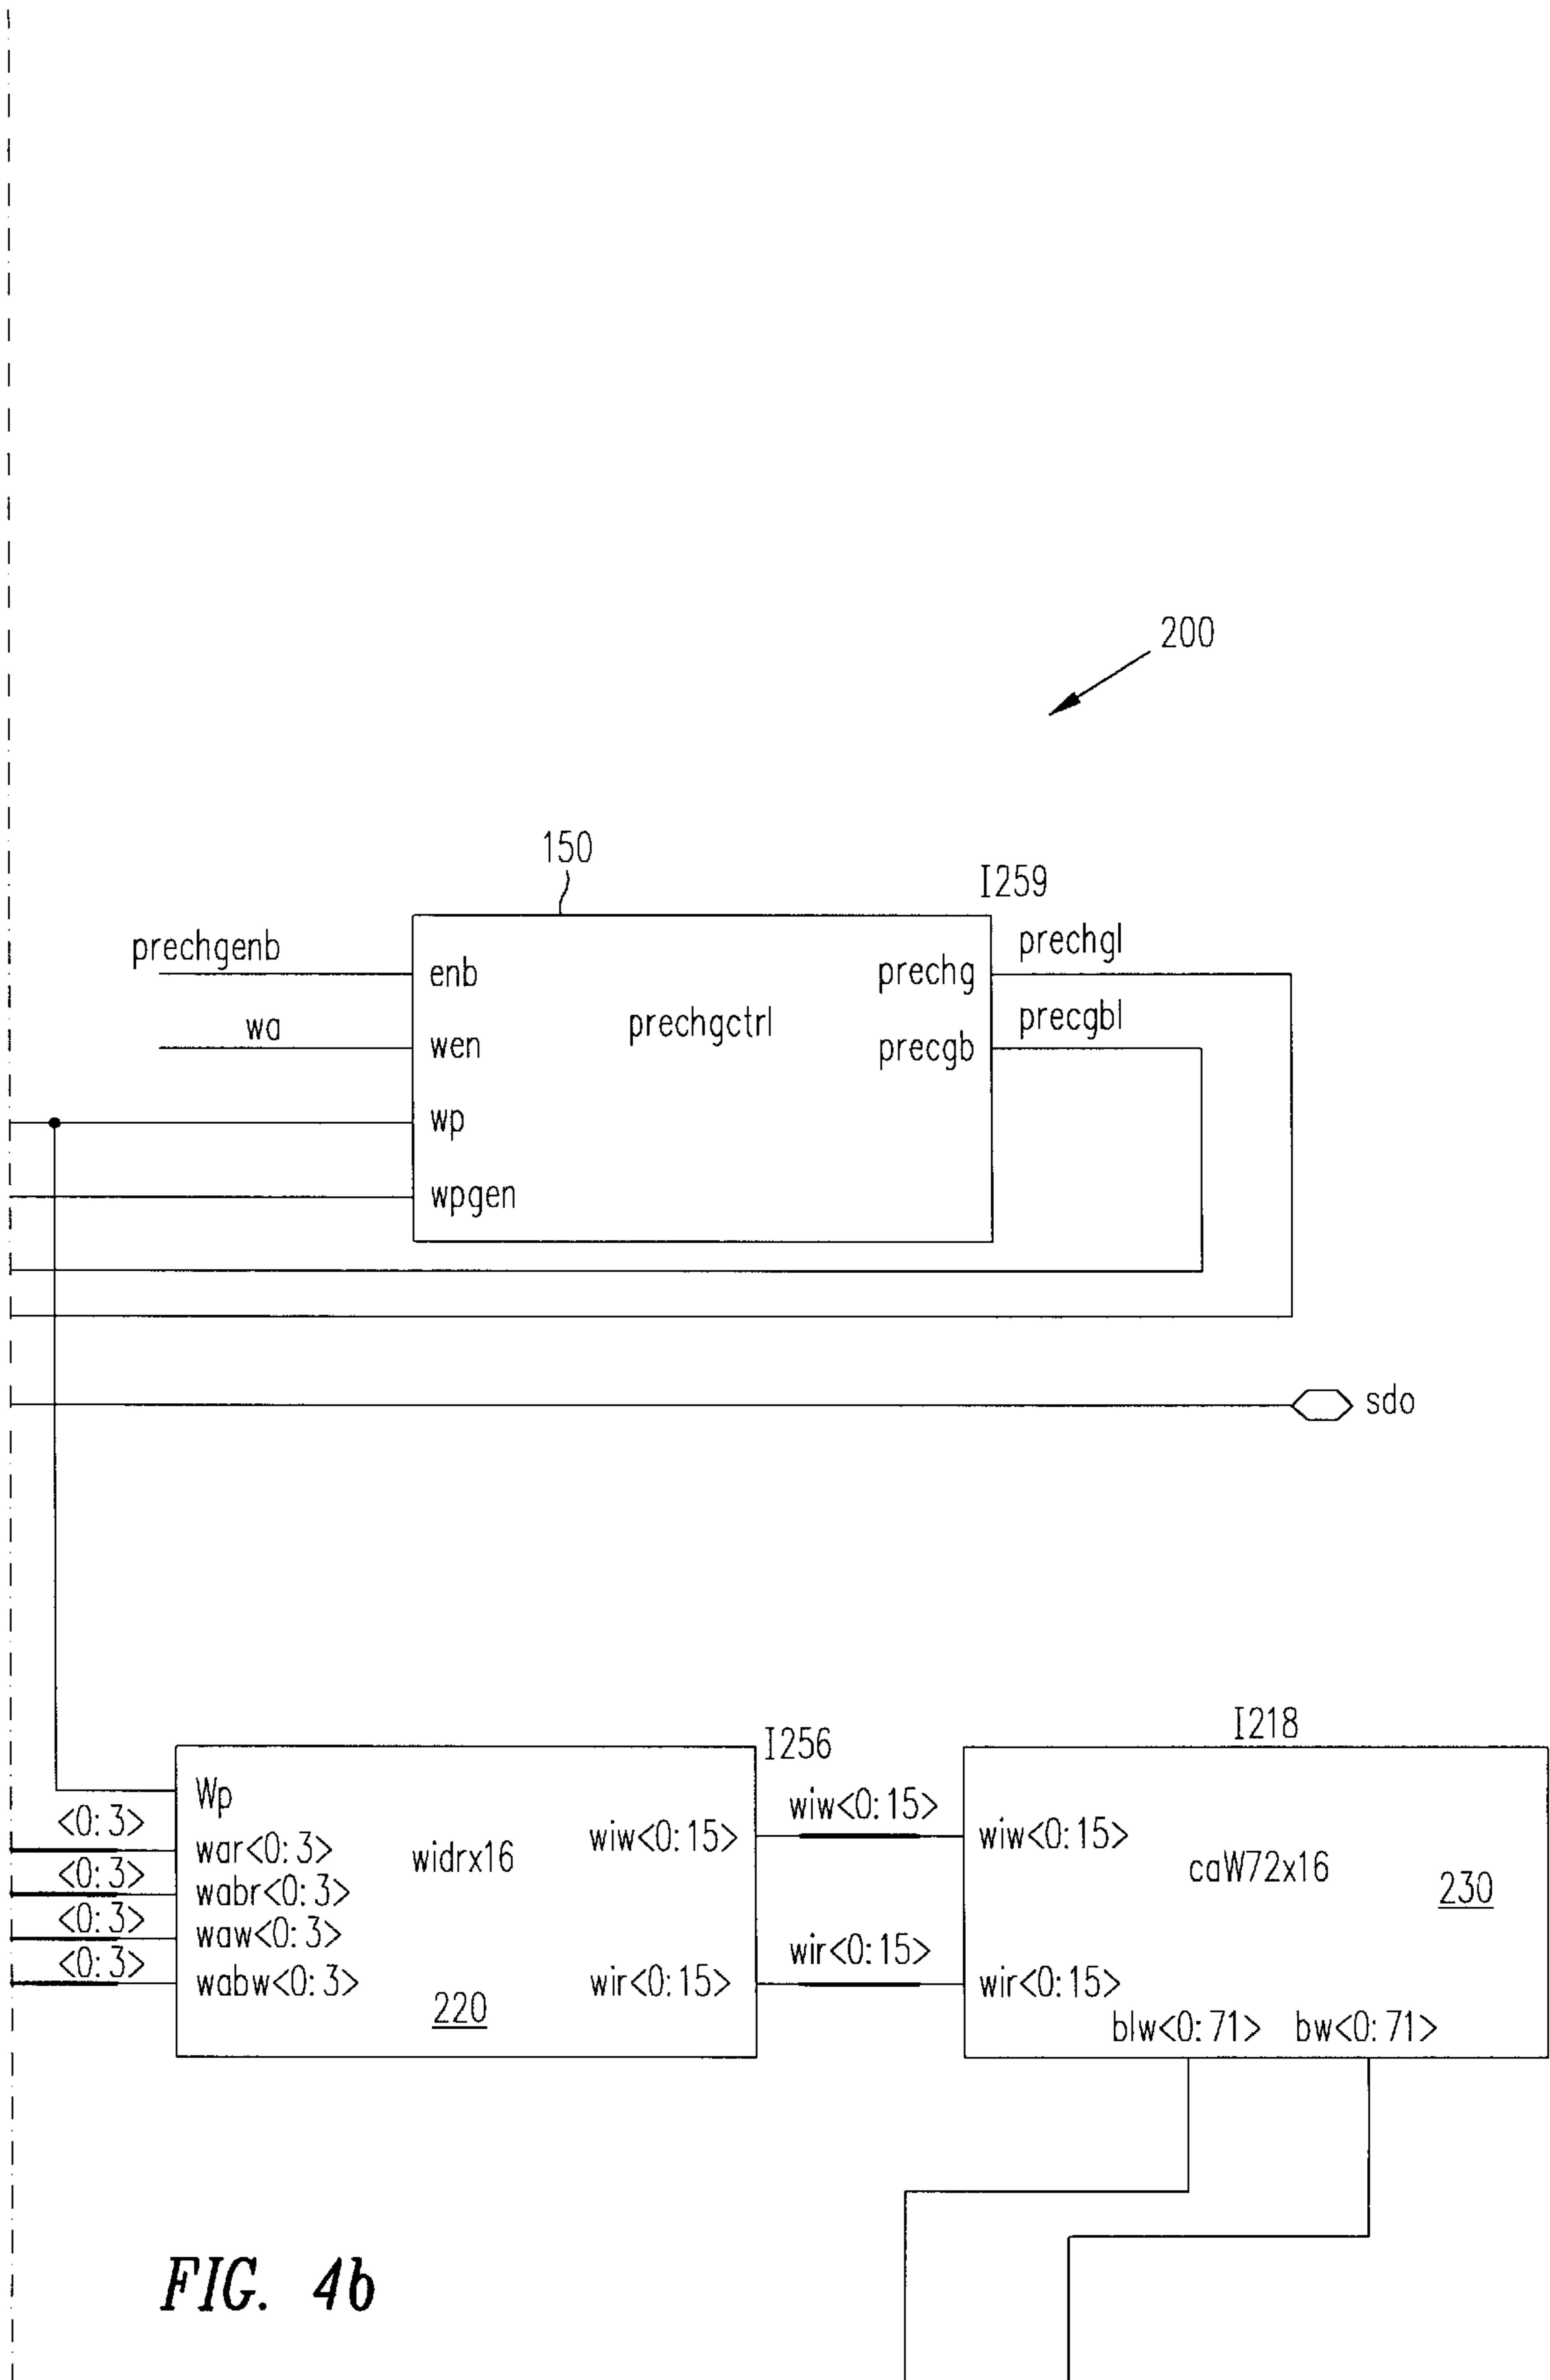 200
150
I259
prechgenb
enb
prechg
prechgl
wa
wen
prechgctrl
precgb
precgbl
wp
wpgen
sdo
I256
I218
Wp
<0:3>
war<0:3>
<0:3>
wabr<0:3>
<0:3>
waw<0:3>
<0:3>
wabw<0:3>
widrx16
220
wiw<0:15>
wir<0:15>
wiw<0:15>
wir<0:15>
wiw<0:15>
caW72x16
230
wir<0:15>
blw<0:71> bw<0:71>
FIG. 4b